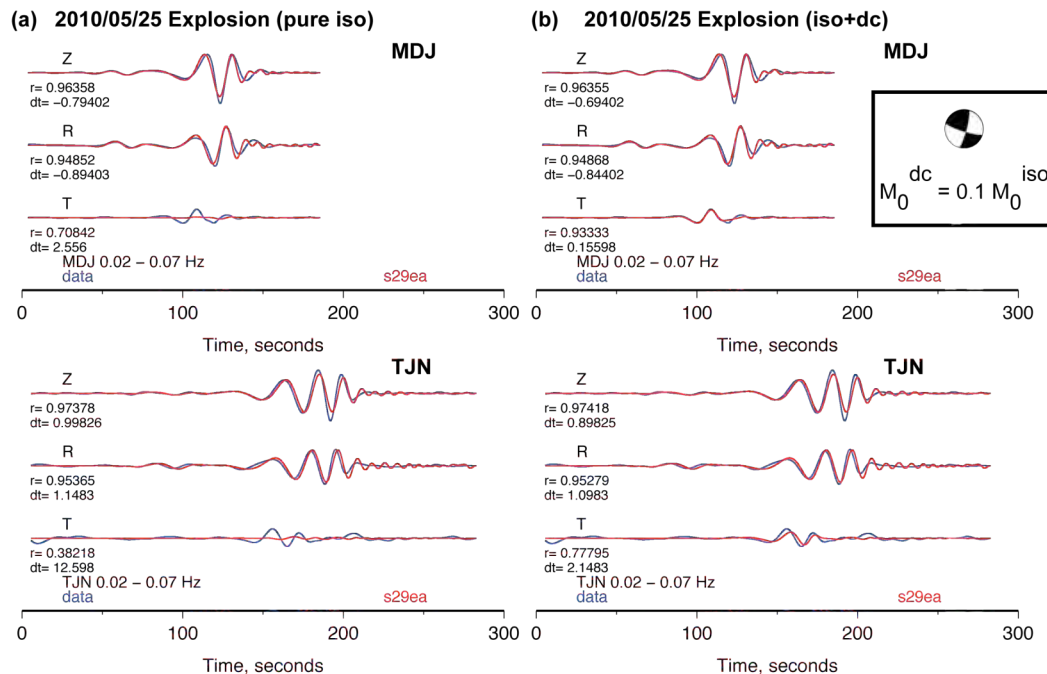 (a) 2010/05/25 Explosion (pure iso)
MDJ
Z
r= 0.96358
dt= −0.79402
R
r= 0.94852
dt= −0.89403
T
r= 0.70842
dt= 2.556
MDJ 0.02 − 0.07 Hz
data s29ea
0 100 200 300
Time, seconds
TJN
Z
r= 0.97378
dt= 0.99826
R
r= 0.95365
dt= 1.1483
T
r= 0.38218
dt= 12.598
TJN 0.02 − 0.07 Hz
data s29ea
0 100 200 300
Time, seconds
(b) 2010/05/25 Explosion (iso+dc)
MDJ
Z
r= 0.96355
dt= −0.69402
R
r= 0.94868
dt= −0.84402
T
r= 0.93333
dt= 0.15598
MDJ 0.02 − 0.07 Hz
data s29ea
0 100 200 300
Time, seconds
M0 dc = 0.1 M0 iso
TJN
Z
r= 0.97418
dt= 0.89825
R
r= 0.95279
dt= 1.0983
T
r= 0.77795
dt= 2.1483
TJN 0.02 − 0.07 Hz
data s29ea
0 100 200 300
Time, seconds